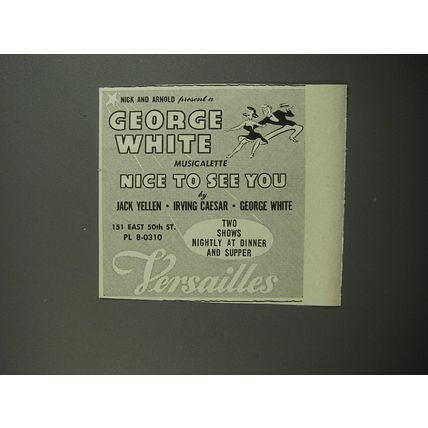 NICK AND ARNOLD present a
GEORGE
WHITE
MUSICALETTE
NICE TO SEE YOU
by
JACK YELLEN • IRVING CAESAR • GEORGE WHITE
151 EAST 50th ST.
PL 8-0310
TWO
SHOWS
NIGHTLY AT DINNER
AND SUPPER
Versailles